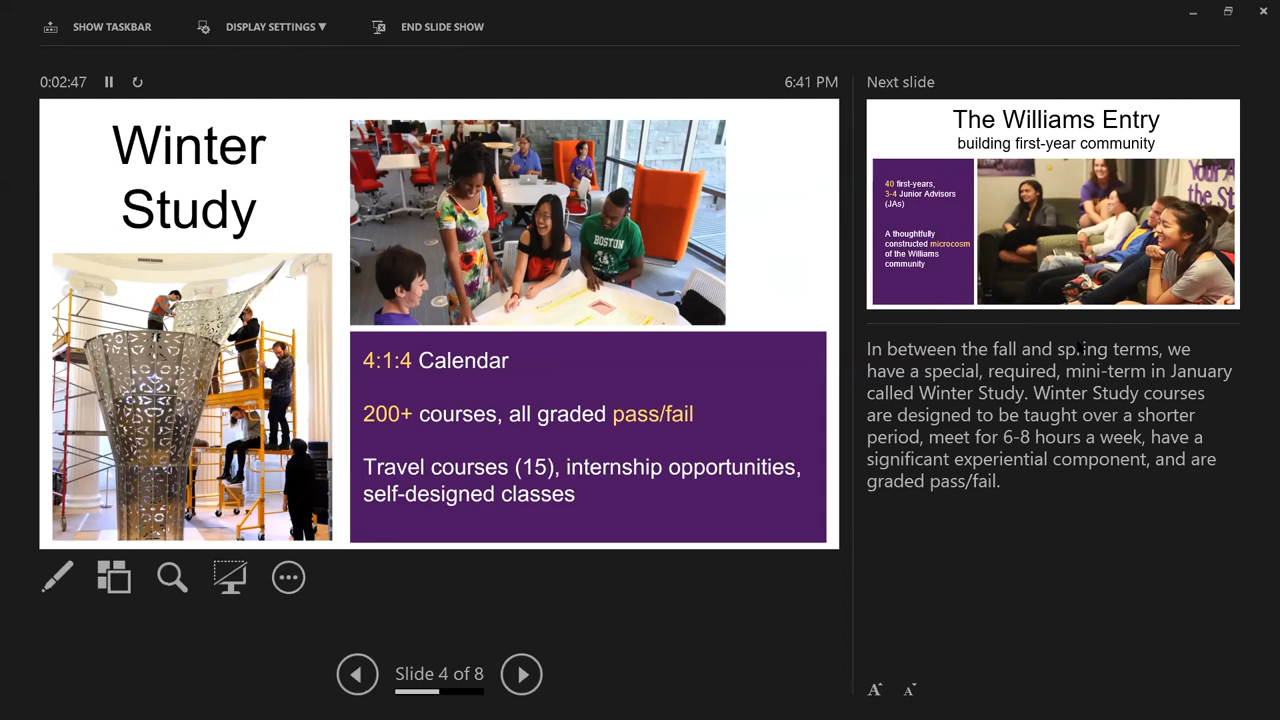 SHOW TASKBAR
DISPLAY SETTINGS ▼
END SLIDE SHOW
0:02:47
6:41 PM
Next slide
Winter
Study
BOSTON
4:1:4 Calendar
200+ courses, all graded pass/fail
Travel courses (15), internship opportunities,
self-designed classes
The Williams Entry
building first-year community
40 first-years,
3-4 Junior Advisors
(JAs)
A thoughtfully
constructed microcosm
of the Williams
community
Your A
the St
In between the fall and spring terms, we
have a special, required, mini-term in January
called Winter Study. Winter Study courses
are designed to be taught over a shorter
period, meet for 6-8 hours a week, have a
significant experiential component, and are
graded pass/fail.
Slide 4 of 8
A A